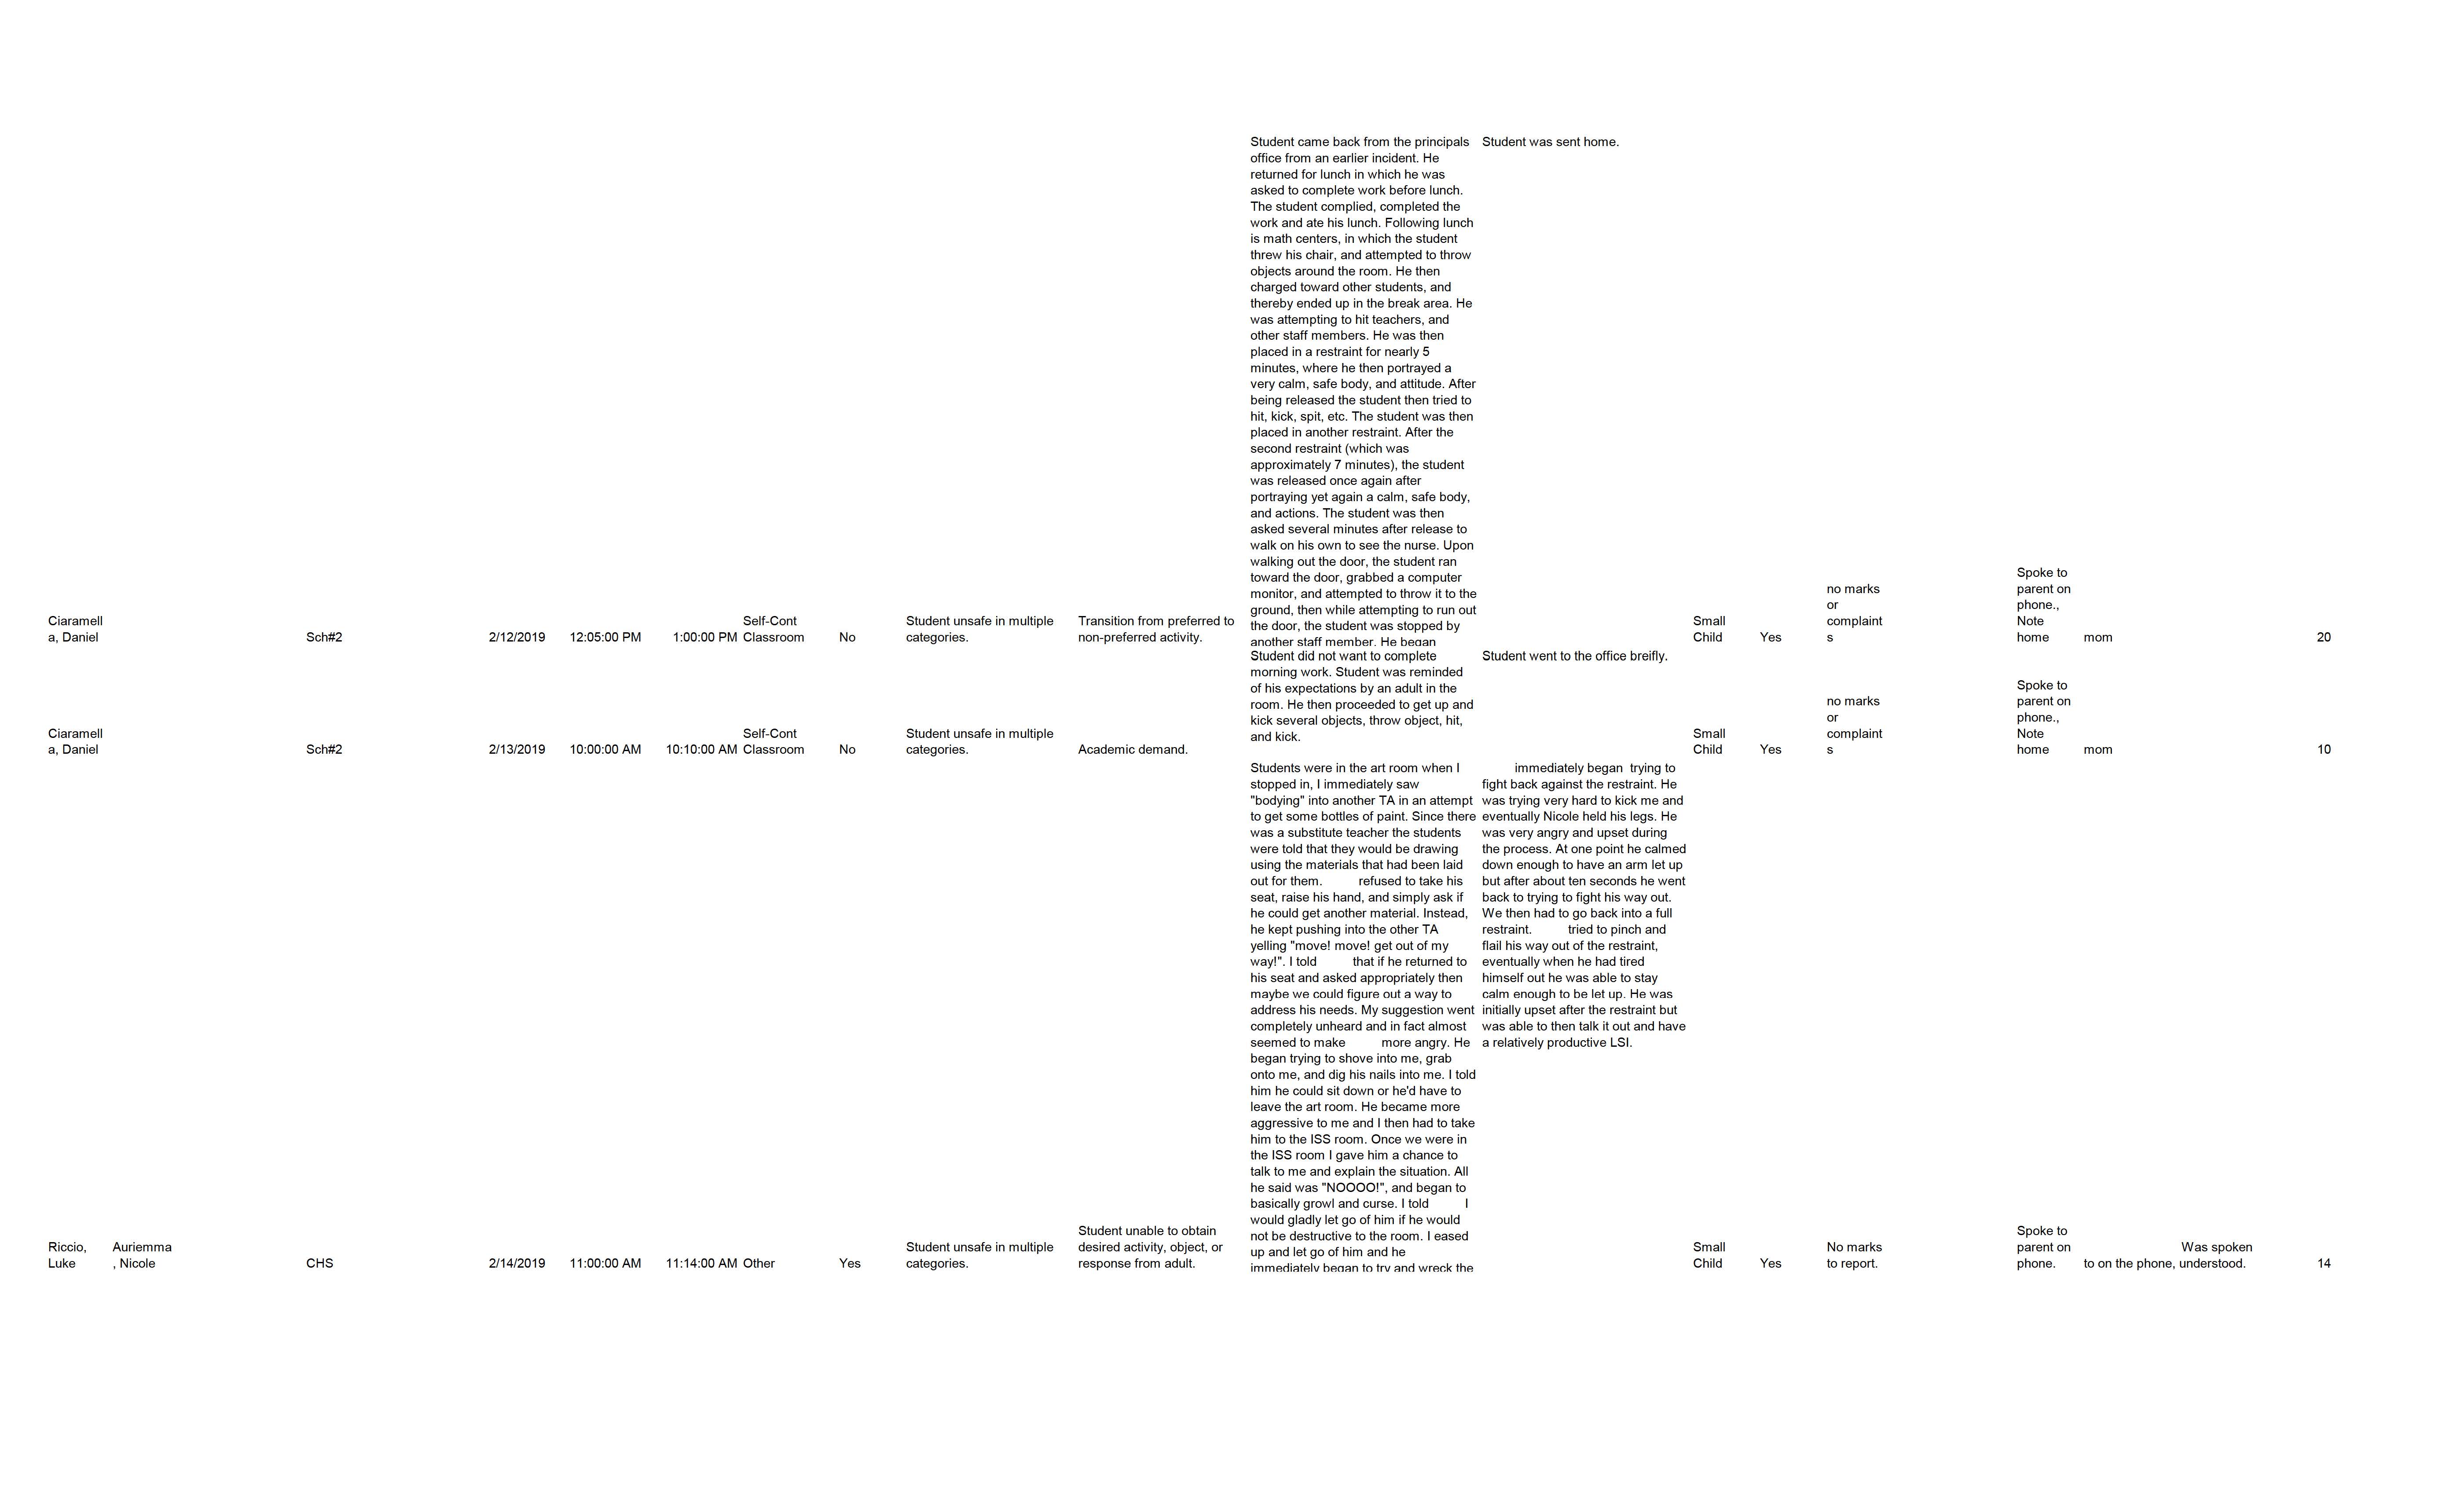 Student came back from the principals
office from an earlier incident. He
returned for lunch in which he was
asked to complete work before lunch.
The student complied, completed the
work and ate his lunch. Following lunch
is math centers, in which the student
threw his chair, and attempted to throw
objects around the room. He then
charged toward other students, and
thereby ended up in the break area. He
was attempting to hit teachers, and
other staff members. He was then
placed in a restraint for nearly 5
minutes, where he then portrayed a
very calm, safe body, and attitude. After
being released the student then tried to
hit, kick, spit, etc. The student was then
placed in another restraint. After the
second restraint (which was
approximately 7 minutes), the student
was released once again after
portraying yet again a calm, safe body,
and actions. The student was then
asked several minutes after release to
walk on his own to see the nurse. Upon
walking out the door, the student ran
toward the door, grabbed a computer
monitor, and attempted to throw it to the
ground, then while attempting to run out
the door, the student was stopped by
another staff member. He began
Student was sent home.
Ciaramell
a, Daniel
Sch#2
2/12/2019
12:05:00 PM
1:00:00 PM
Self-Cont
Classroom
No
Student unsafe in multiple
categories.
Transition from preferred to
non-preferred activity.
Small
Child
Yes
no marks
or
complaint
s
Spoke to
parent on
phone.,
Note
home
mom
20
Student did not want to complete
morning work. Student was reminded
of his expectations by an adult in the
room. He then proceeded to get up and
kick several objects, throw object, hit,
and kick.
Student went to the office breifly.
Ciaramell
a, Daniel
Sch#2
2/13/2019
10:00:00 AM
10:10:00 AM
Self-Cont
Classroom
No
Student unsafe in multiple
categories.
Academic demand.
Small
Child
Yes
no marks
or
complaint
s
Spoke to
parent on
phone.,
Note
home
mom
10
Students were in the art room when I
stopped in, I immediately saw
"bodying" into another TA in an attempt
to get some bottles of paint. Since there
was a substitute teacher the students
were told that they would be drawing
using the materials that had been laid
out for them. refused to take his
seat, raise his hand, and simply ask if
he could get another material. Instead,
he kept pushing into the other TA
yelling "move! move! get out of my
way!". I told that if he returned to
his seat and asked appropriately then
maybe we could figure out a way to
address his needs. My suggestion went
completely unheard and in fact almost
seemed to make more angry. He
began trying to shove into me, grab
onto me, and dig his nails into me. I told
him he could sit down or he'd have to
leave the art room. He became more
aggressive to me and I then had to take
him to the ISS room. Once we were in
the ISS room I gave him a chance to
talk to me and explain the situation. All
he said was "NOOOO!", and began to
basically growl and curse. I told I
would gladly let go of him if he would
not be destructive to the room. I eased
up and let go of him and he
immediately began to try and wreck the
immediately began trying to
fight back against the restraint. He
was trying very hard to kick me and
eventually Nicole held his legs. He
was very angry and upset during
the process. At one point he calmed
down enough to have an arm let up
but after about ten seconds he went
back to trying to fight his way out.
We then had to go back into a full
restraint. tried to pinch and
flail his way out of the restraint,
eventually when he had tired
himself out he was able to stay
calm enough to be let up. He was
initially upset after the restraint but
was able to then talk it out and have
a relatively productive LSI.
Riccio,
Luke
Auriemma
, Nicole
CHS
2/14/2019
11:00:00 AM
11:14:00 AM
Other
Yes
Student unsafe in multiple
categories.
Student unable to obtain
desired activity, object, or
response from adult.
Small
Child
Yes
No marks
to report.
Spoke to
parent on
phone.
Was spoken
to on the phone, understood.
14